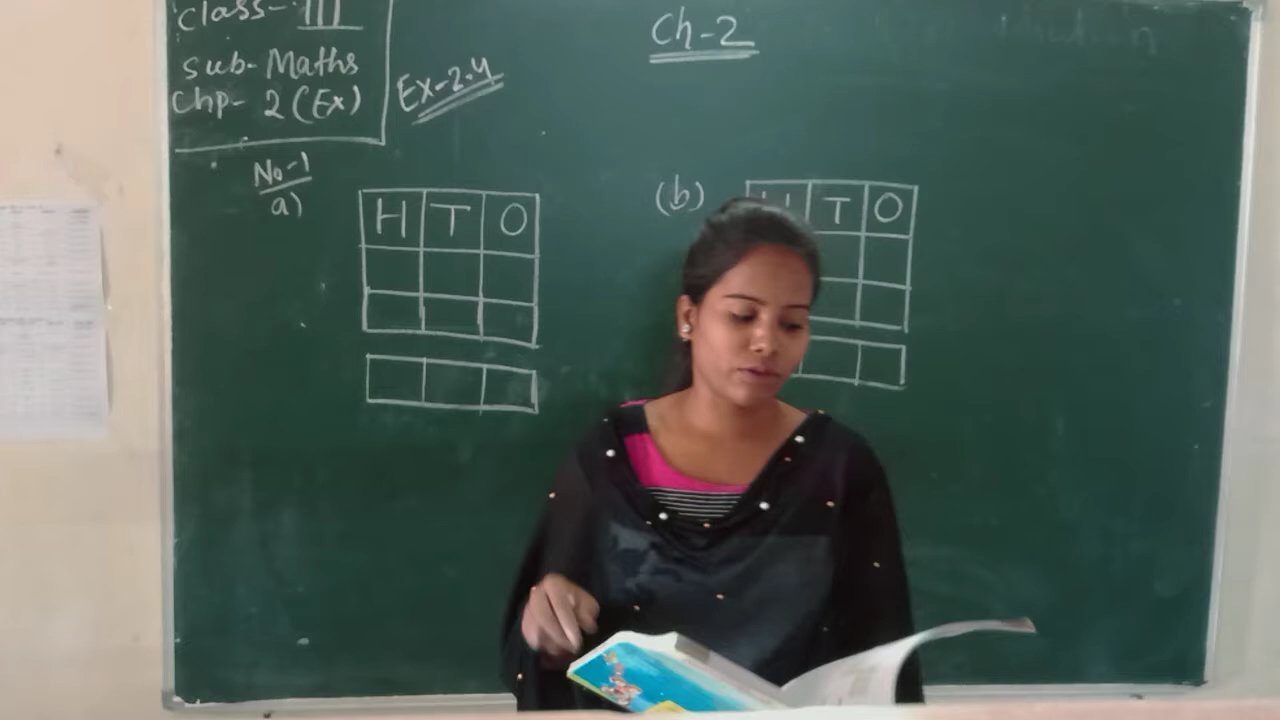 Class- III
Sub- Maths
Chp- 2 (Ex)
Ex-2.4
Ch-2
No-1
a)
H T O
(b)
H T O